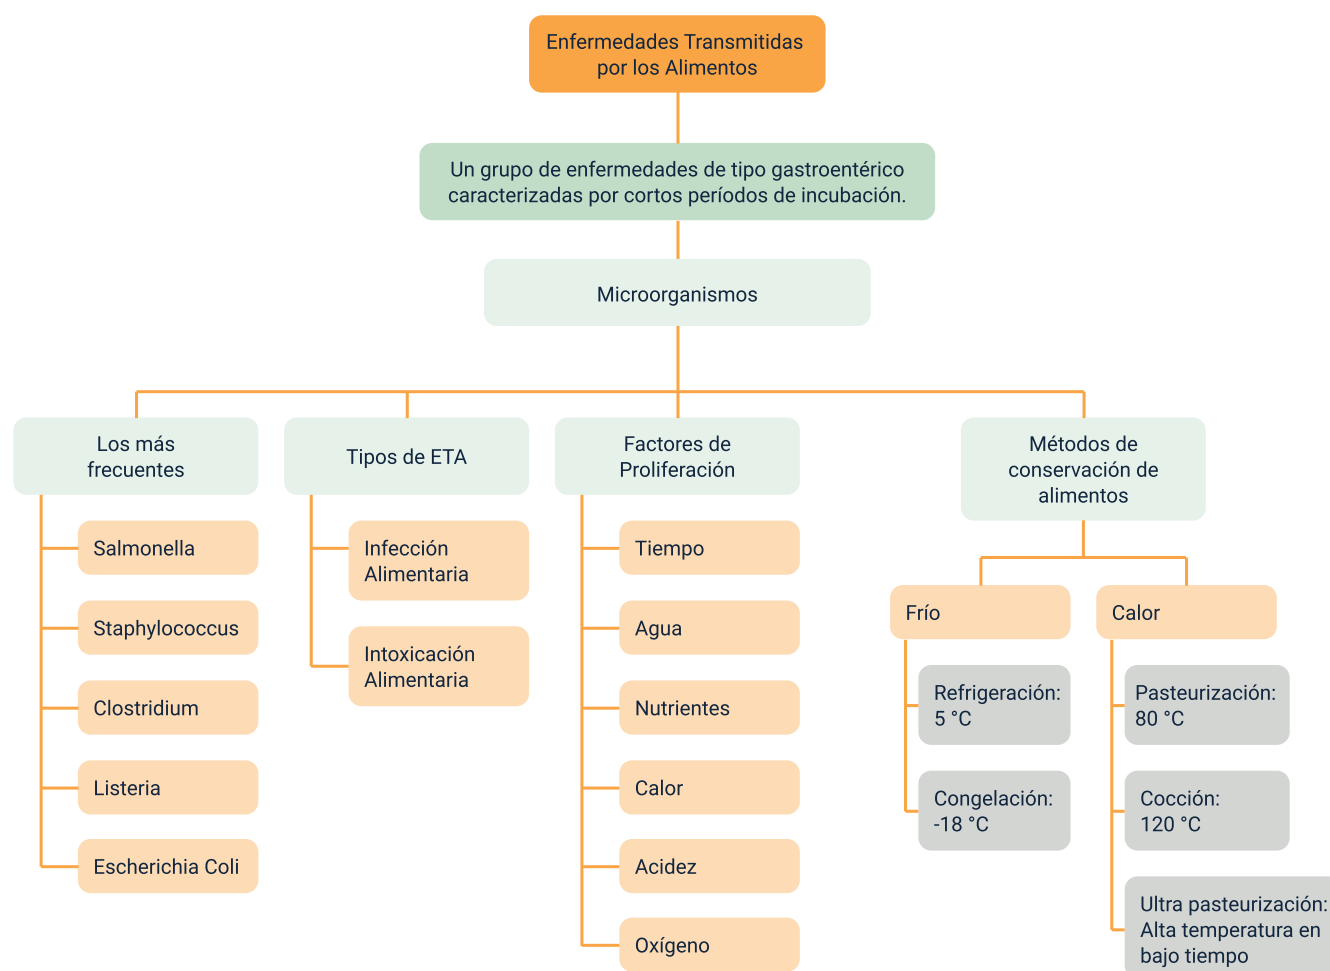 Enfermedades Transmitidas
por los Alimentos
Un grupo de enfermedades de tipo gastroentérico
caracterizadas por cortos períodos de incubación.
Microorganismos
Los más
frecuentes
Salmonella
Staphylococcus
Clostridium
Listeria
Escherichia Coli
Tipos de ETA
Infección
Alimentaria
Intoxicación
Alimentaria
Factores de
Proliferación
Tiempo
Agua
Nutrientes
Calor
Acidez
Oxígeno
Métodos de
conservación de
alimentos
Frío
Refrigeración:
5 °C
Congelación:
-18 °C
Calor
Pasteurización:
80 °C
Cocción:
120 °C
Ultra pasteurización:
Alta temperatura en
bajo tiempo